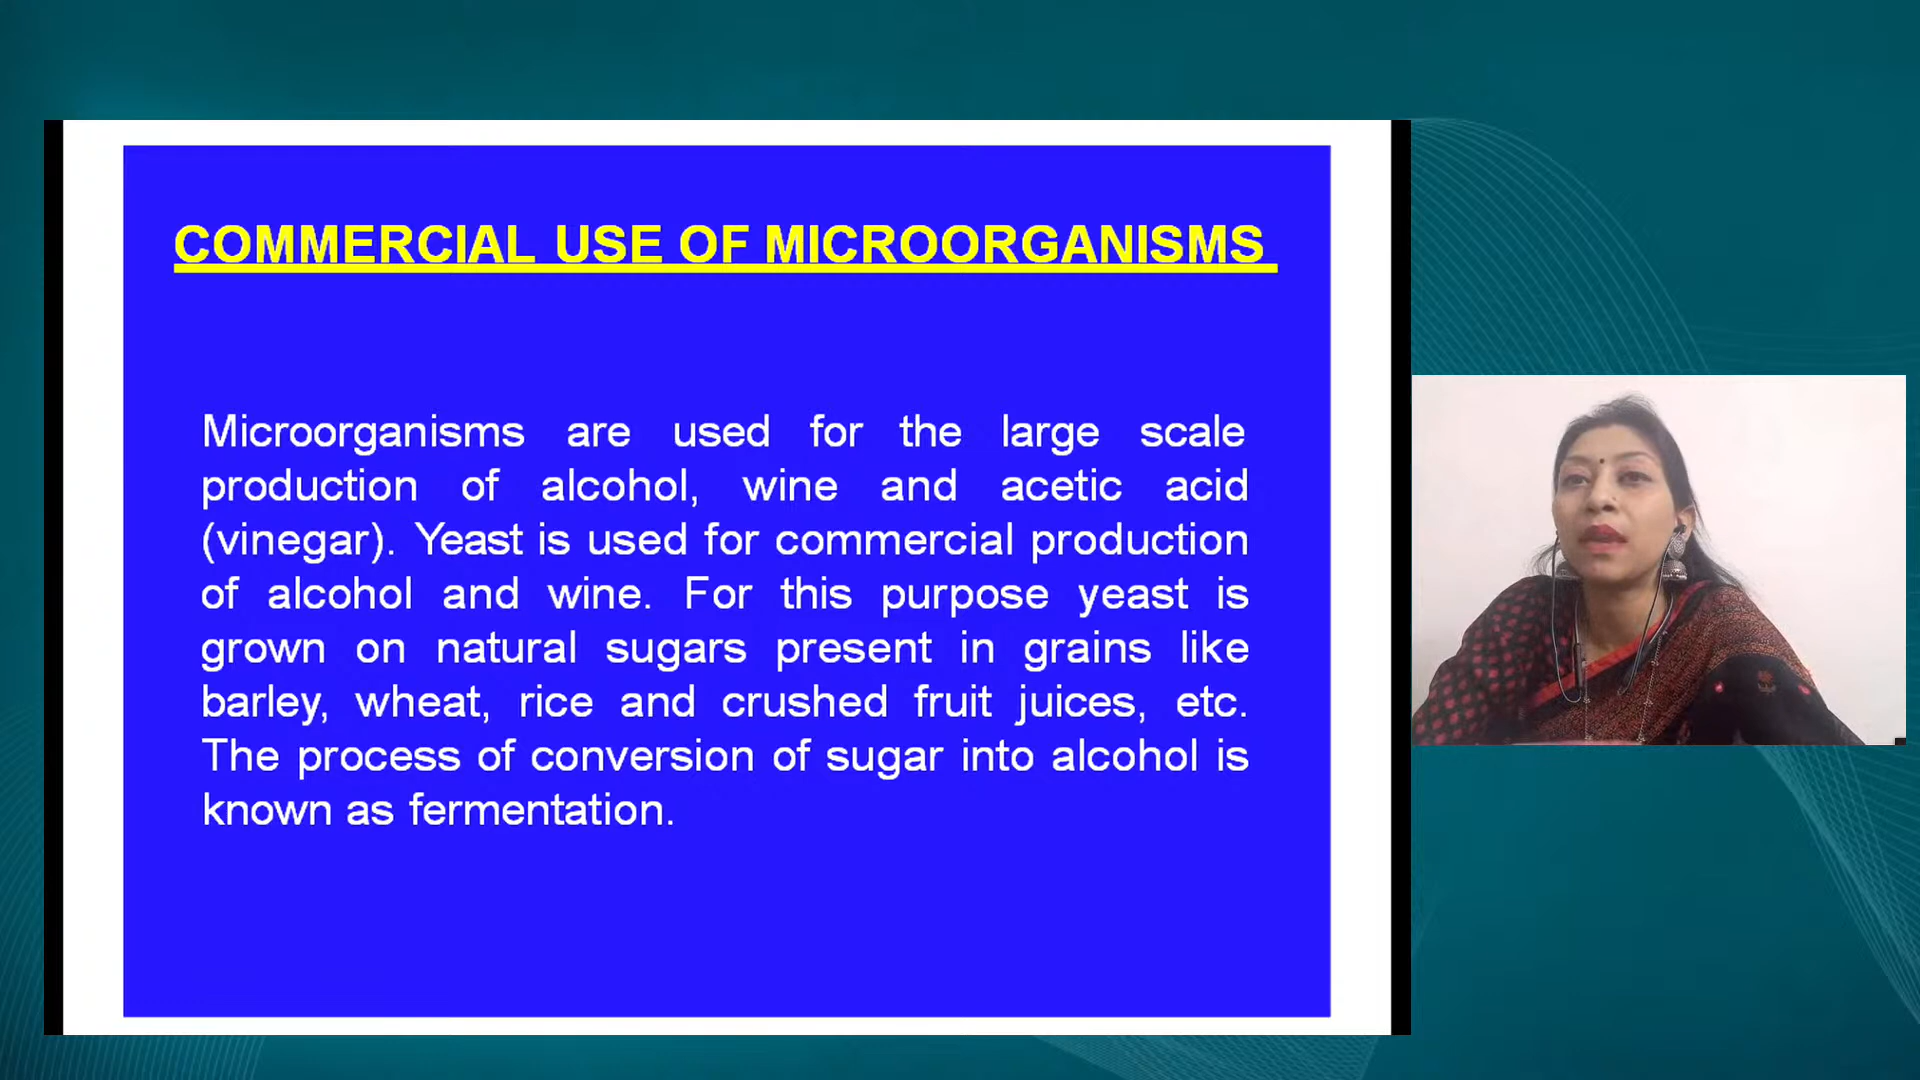 COMMERCIAL USE OF MICROORGANISMS
Microorganisms are used for the large scale
production of alcohol, wine and acetic acid
(vinegar). Yeast is used for commercial production
of alcohol and wine. For this purpose yeast is
grown on natural sugars present in grains like
barley, wheat, rice and crushed fruit juices, etc.
The process of conversion of sugar into alcohol is
known as fermentation.